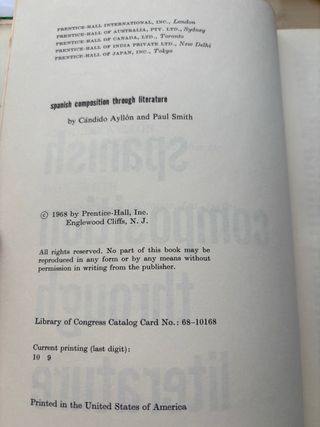 PRENTICE-HALL INTERNATIONAL, INC., London
PRENTICE-HALL OF AUSTRALIA, PTY. LTD., Sydney
PRENTICE-HALL OF CANADA, LTD., Toronto
PRENTICE-HALL OF INDIA PRIVATE LTD., New Delhi
PRENTICE-HALL OF JAPAN, INC., Tokyo
spanish composition through literature
by Cándido Ayllón and Paul Smith
© 1968 by Prentice-Hall, Inc.
Englewood Cliffs, N. J.
All rights reserved. No part of this book may be
reproduced in any form or by any means without
permission in writing from the publisher.
Library of Congress Catalog Card No.: 68-10168
Current printing (last digit):
10 9
Printed in the United States of America